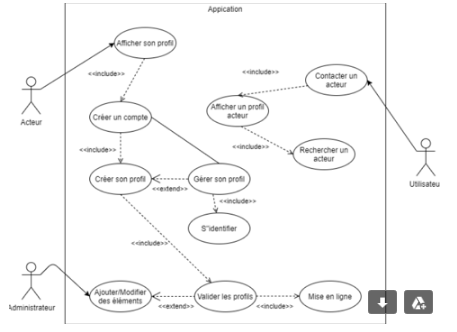 Appication
Afficher son profil
<<include>>
Contacter un
acteur
<<include>>
Acteur
Créer un compte
Afficher un profil
acteur
<<include>>
<<include>>
Rechercher un
acteur
Utilisateu
Créer son profil
Gérer son profil
<<extend>>
<<include>>
S"identifier
<<include>>
Administrateur
Ajouter/Modifier
des éléments
Valider les profils
Mise en ligne
<<extend>>
<<include>>